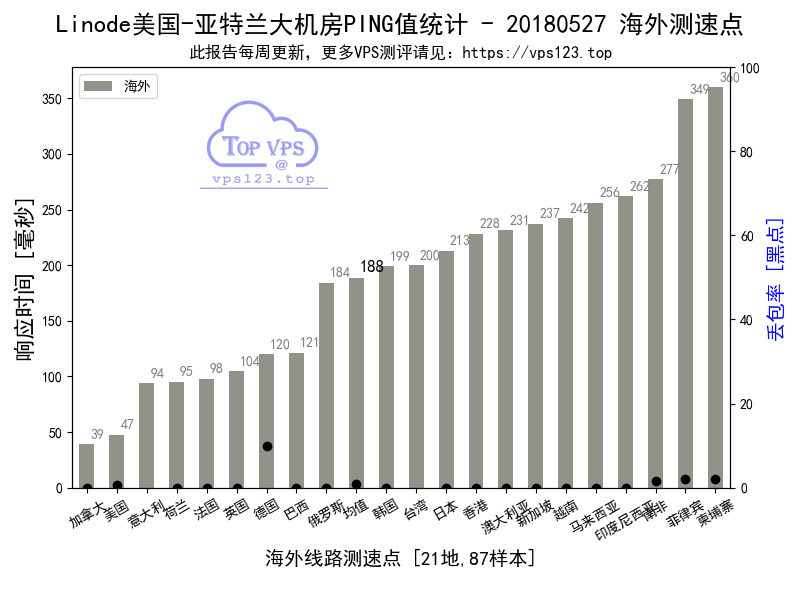 Linode美国-亚特兰大机房PING值统计 - 20180527 海外测速点
此报告每周更新，更多VPS测评请见：https://vps123.top
海外
TOP VPS
@
vps123.top
响应时间 [毫秒]
350
300
250
200
150
100
50
0
39
47
94
95
98
104
120
121
184
188
199
200
213
228
231
237
242
256
262
277
349
360
100
80
60
40
20
0
丢包率 [黑点]
加拿大
美国
意大利
荷兰
法国
英国
德国
巴西
俄罗斯
均值
韩国
台湾
日本
香港
澳大利亚
新加坡
越南
马来西亚
印度尼西亚
南非
菲律宾
柬埔寨
海外线路测速点 [21地,87样本]